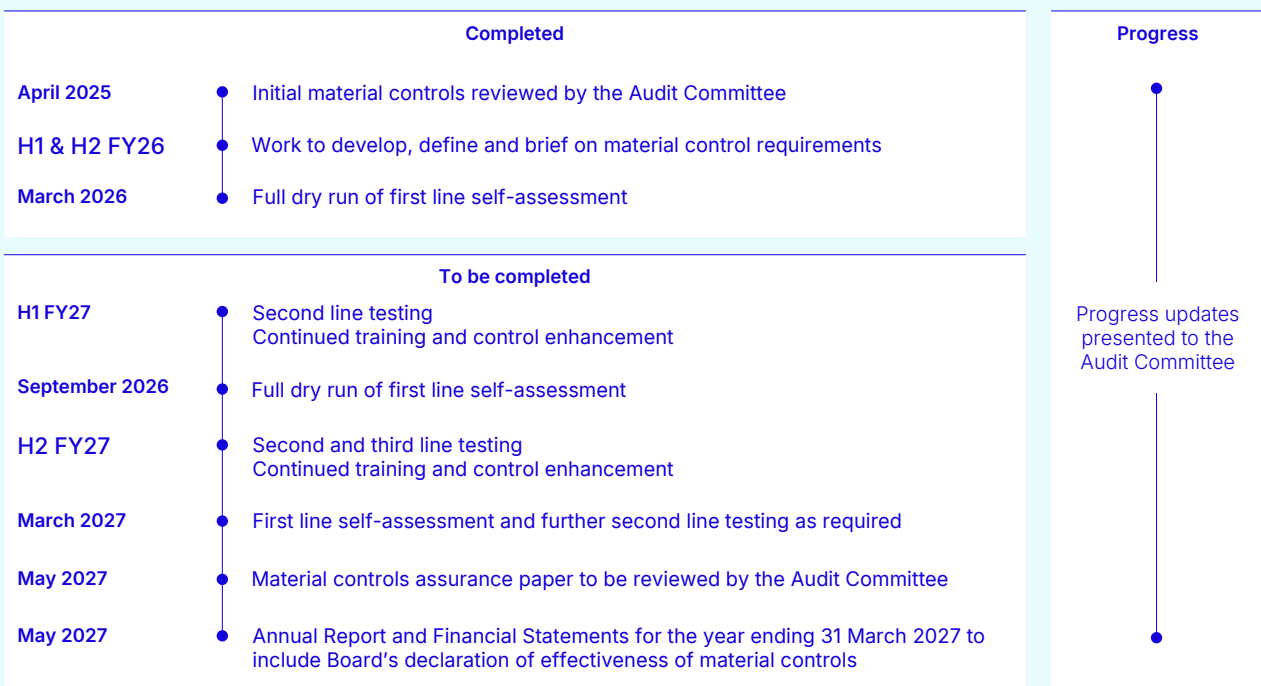 Completed
April 2025
Initial material controls reviewed by the Audit Committee
H1 & H2 FY26
Work to develop, define and brief on material control requirements
March 2026
Full dry run of first line self-assessment
To be completed
H1 FY27
Second line testing
Continued training and control enhancement
September 2026
Full dry run of first line self-assessment
H2 FY27
Second and third line testing
Continued training and control enhancement
March 2027
First line self-assessment and further second line testing as required
May 2027
Material controls assurance paper to be reviewed by the Audit Committee
May 2027
Annual Report and Financial Statements for the year ending 31 March 2027 to
include Board’s declaration of effectiveness of material controls
Progress
Progress updates
presented to the
Audit Committee